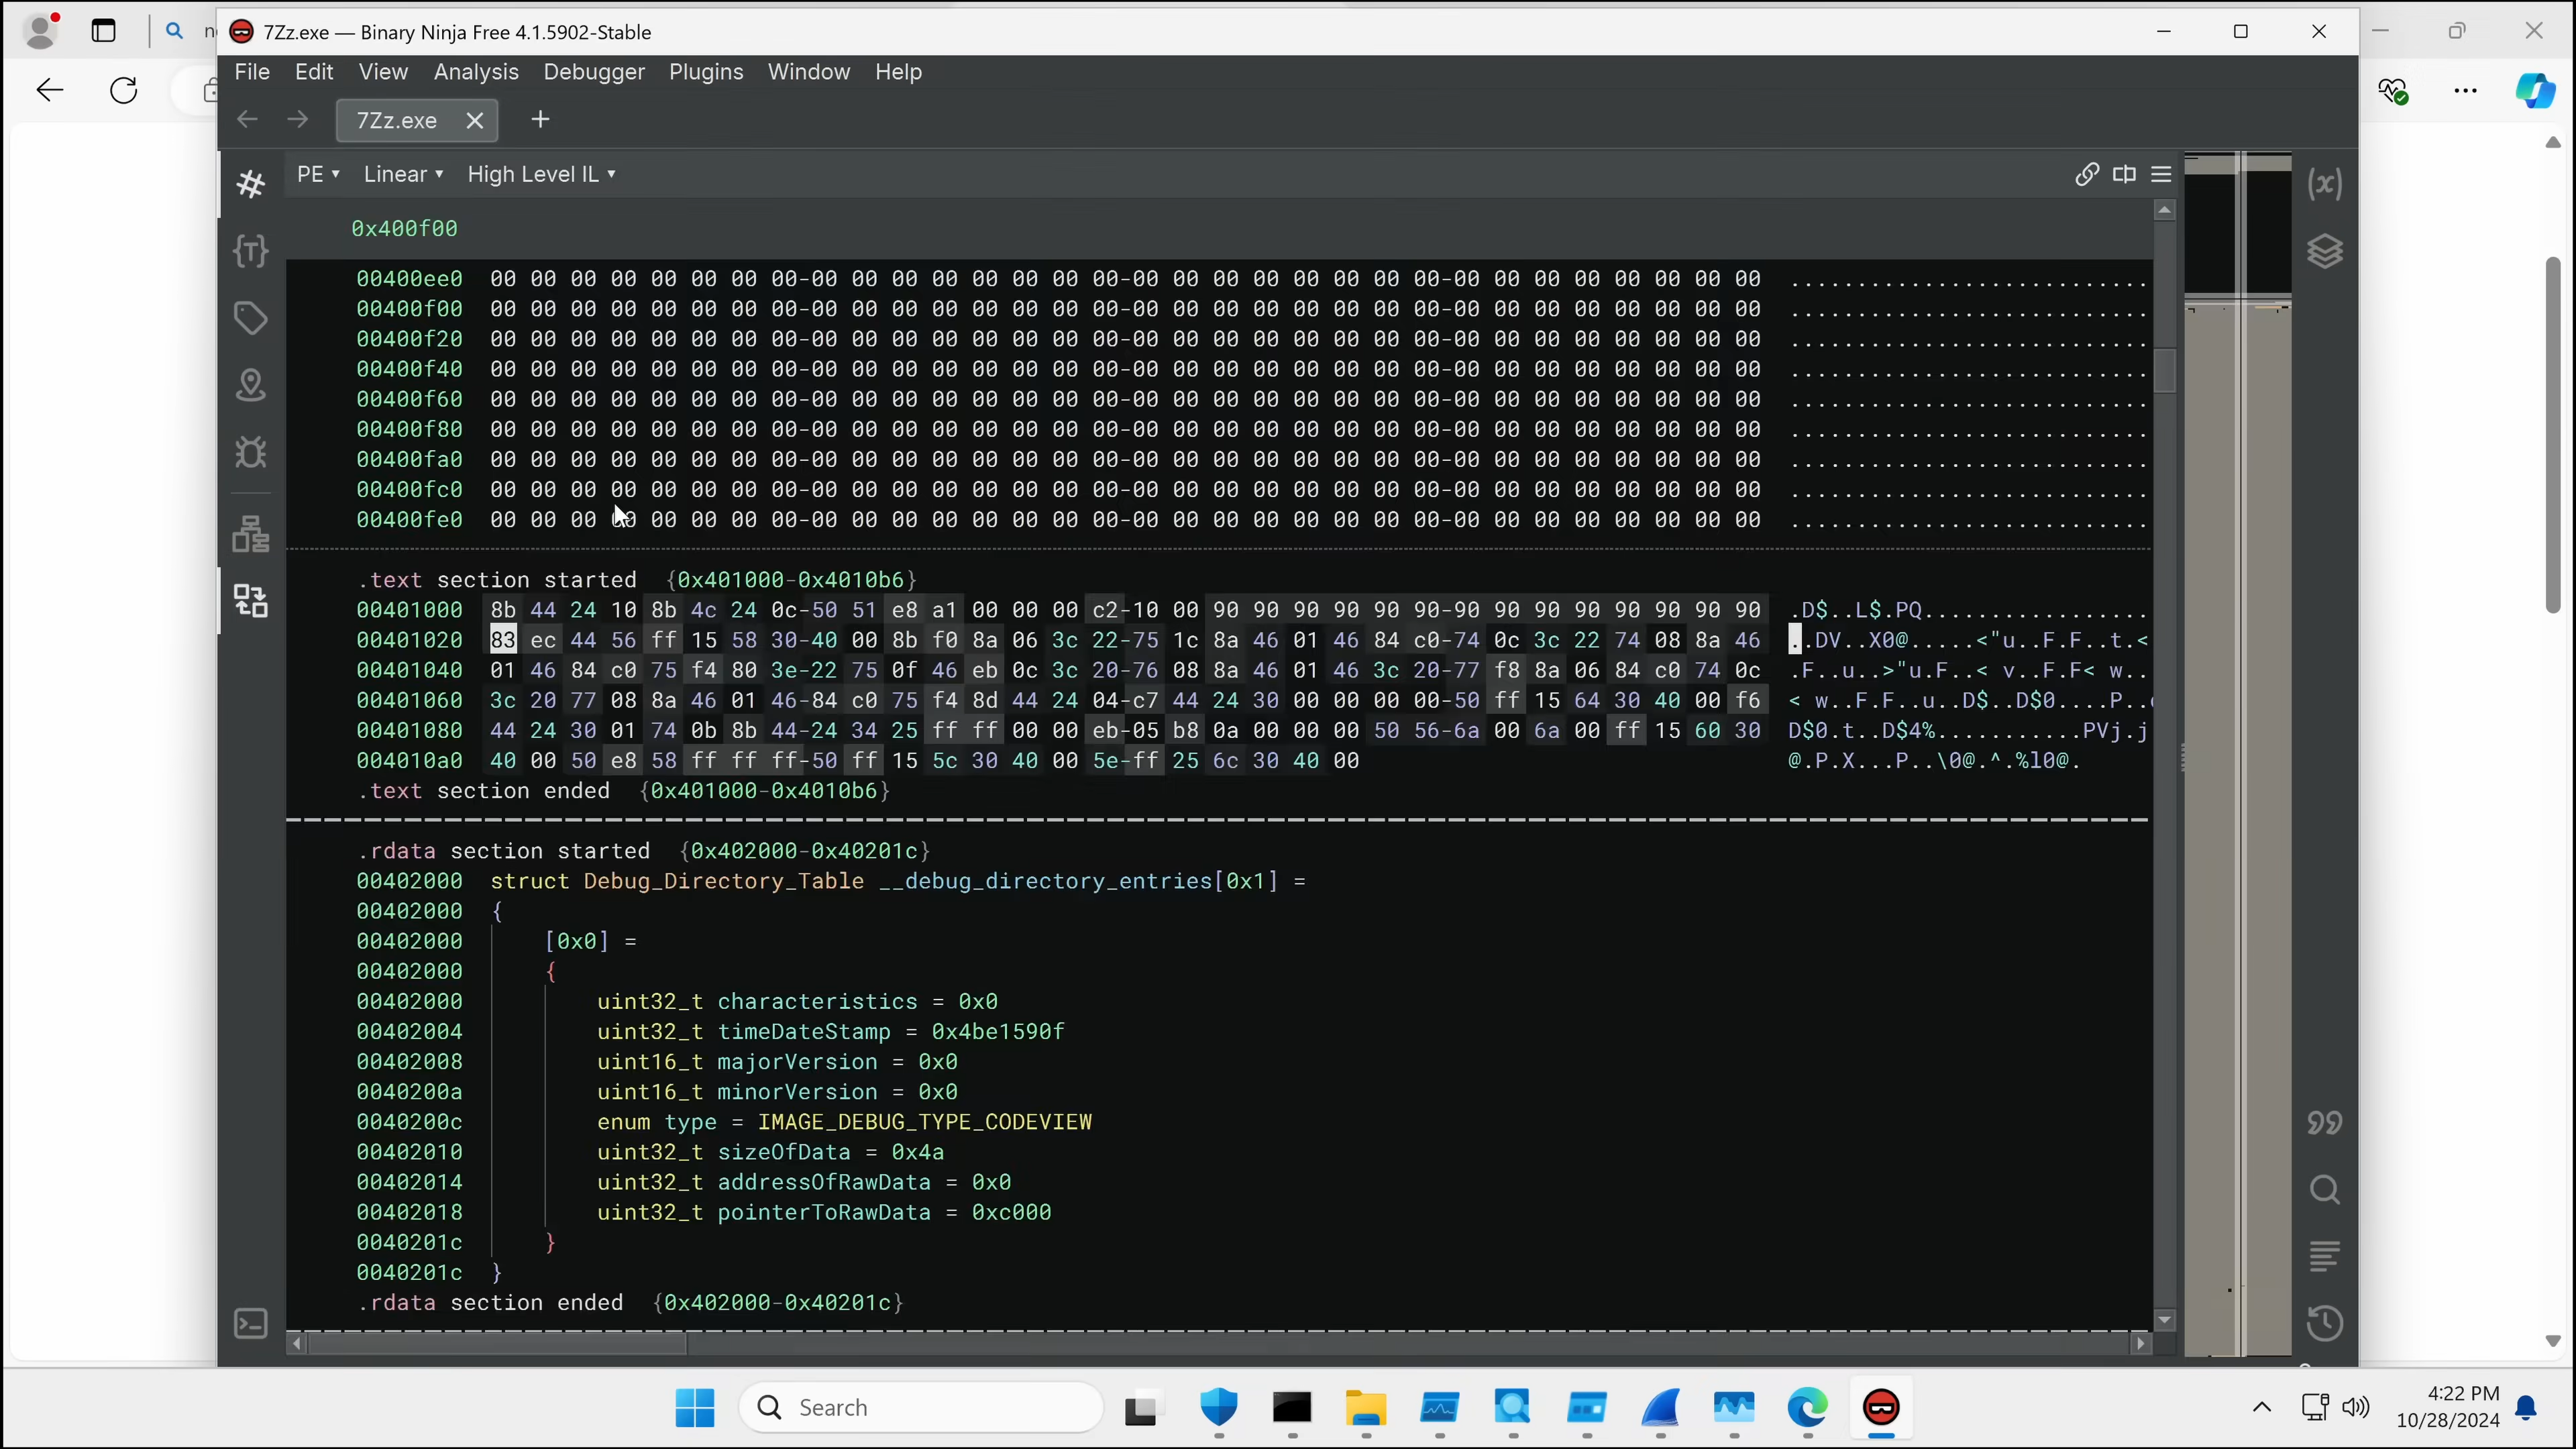 7Zz.exe — Binary Ninja Free 4.1.5902-Stable
File Edit View Analysis Debugger Plugins Window Help
7Zz.exe
PE Linear High Level IL
0x400f00
00400ee0 00 00 00 00 00 00 00 00-00 00 00 00 00 00 00 00-00 00 00 00 00 00 00 00-00 00 00 00 00 00 00 00 ...........................
00400f00 00 00 00 00 00 00 00 00-00 00 00 00 00 00 00 00-00 00 00 00 00 00 00 00-00 00 00 00 00 00 00 00 ...........................
00400f20 00 00 00 00 00 00 00 00-00 00 00 00 00 00 00 00-00 00 00 00 00 00 00 00-00 00 00 00 00 00 00 00 ...........................
00400f40 00 00 00 00 00 00 00 00-00 00 00 00 00 00 00 00-00 00 00 00 00 00 00 00-00 00 00 00 00 00 00 00 ...........................
00400f60 00 00 00 00 00 00 00 00-00 00 00 00 00 00 00 00-00 00 00 00 00 00 00 00-00 00 00 00 00 00 00 00 ...........................
00400f80 00 00 00 00 00 00 00 00-00 00 00 00 00 00 00 00-00 00 00 00 00 00 00 00-00 00 00 00 00 00 00 00 ...........................
00400fa0 00 00 00 00 00 00 00 00-00 00 00 00 00 00 00 00-00 00 00 00 00 00 00 00-00 00 00 00 00 00 00 00 ...........................
00400fc0 00 00 00 00 00 00 00 00-00 00 00 00 00 00 00 00-00 00 00 00 00 00 00 00-00 00 00 00 00 00 00 00 ...........................
00400fe0 00 00 00 00 00 00 00 00-00 00 00 00 00 00 00 00-00 00 00 00 00 00 00 00-00 00 00 00 00 00 00 00 ...........................
.text section started {0x401000-0x4010b6}
00401000 8b 44 24 10 8b 4c 24 0c-50 51 e8 a1 00 00 00 c2-10 00 90 90 90 90 90 90-90 90 90 90 90 90 90 90 .D$..L$.PQ.................
00401020 83 ec 44 56 ff 15 58 30-40 00 8b f0 8a 06 3c 22-75 1c 8a 46 01 46 84 c0-74 0c 3c 22 74 08 8a 46 ..DV..X0@.....<"u..F.F..t.<
00401040 01 46 84 c0 75 f4 80 3e-22 75 0f 46 eb 0c 3c 20-76 08 8a 46 01 46 3c 20-77 f8 8a 06 84 c0 74 0c .F..u..>"u.F..< v..F.F< w..
00401060 3c 20 77 08 8a 46 01 46-84 c0 75 f4 8d 44 24 04-c7 44 24 30 00 00 00 00-50 ff 15 64 30 40 00 f6 < w..F.F..u..D$..D$0....P..
00401080 44 24 30 01 74 0b 8b 44-24 34 25 ff ff 00 00 eb-05 b8 0a 00 00 00 50 56-6a 00 6a 00 ff 15 60 30 D$0.t..D$4%...........PVj.j
004010a0 40 00 50 e8 58 ff ff ff-50 ff 15 5c 30 40 00 5e-ff 25 6c 30 40 00 @.P.X...P..\0@.^.%l0@.
.text section ended {0x401000-0x4010b6}
.rdata section started {0x402000-0x40201c}
00402000 struct Debug_Directory_Table __debug_directory_entries[0x1] =
00402000 {
00402000 [0x0] =
00402000 {
00402000 uint32_t characteristics = 0x0
00402004 uint32_t timeDateStamp = 0x4be1590f
00402008 uint16_t majorVersion = 0x0
0040200a uint16_t minorVersion = 0x0
0040200c enum type = IMAGE_DEBUG_TYPE_CODEVIEW
00402010 uint32_t sizeOfData = 0x4a
00402014 uint32_t addressOfRawData = 0x0
00402018 uint32_t pointerToRawData = 0xc000
0040201c }
0040201c }
.rdata section ended {0x402000-0x40201c}
Search
4:22 PM
10/28/2024